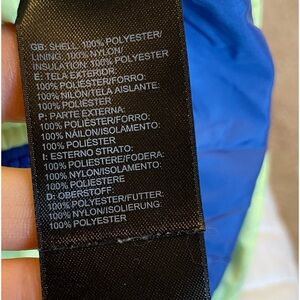 GB: SHELL: 100% POLYESTER/
LINING: 100% NYLON/
INSULATION: 100% POLYESTER
E: TELA EXTERIOR:
100% POLIÉSTER/FORRO:
100% NILON/TELA AISLANTE:
100% POLIÉSTER
P: PARTE EXTERNA:
100% POLIÉSTER/FORRO:
100% NÁILON/ISOLAMENTO:
100% POLIÉSTER
I: ESTERNO STRATO:
100% POLIESTERE/FODERA:
100% NYLON/ISOLAMENTO:
100% POLIESTERE
D: OBERSTOFF:
100% POLYESTER/FUTTER:
100% NYLON/ISOLIERUNG:
100% POLYESTER